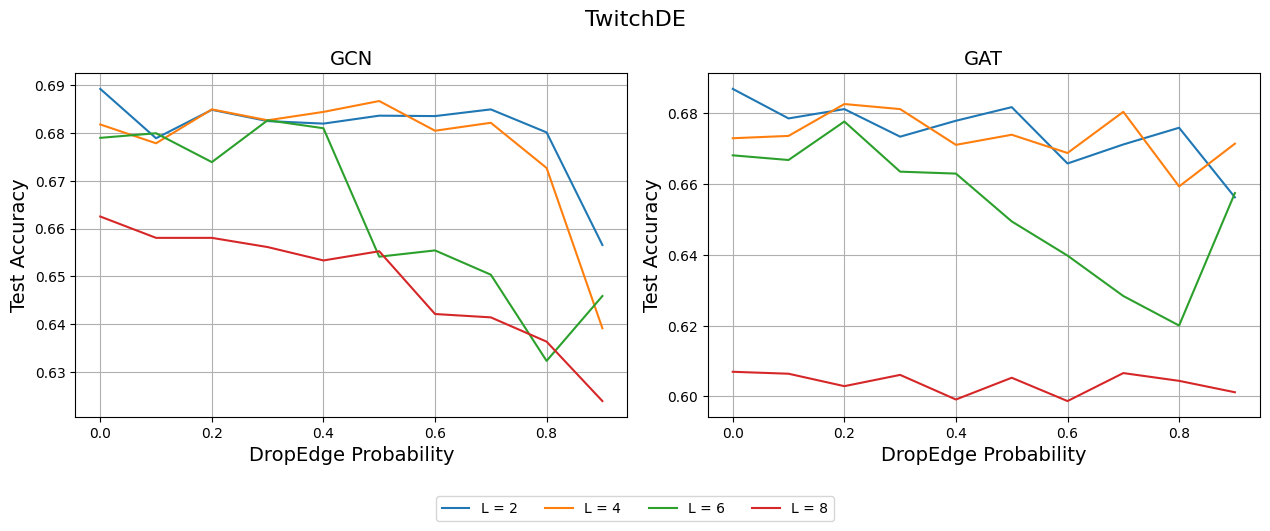 TwitchDE
GCN
0.69
0.68
0.67
0.66
0.65
0.64
0.63
Test Accuracy
0.0 0.2 0.4 0.6 0.8
DropEdge Probability
GAT
0.68
0.66
0.64
0.62
0.60
Test Accuracy
0.0 0.2 0.4 0.6 0.8
DropEdge Probability
L = 2 L = 4 L = 6 L = 8